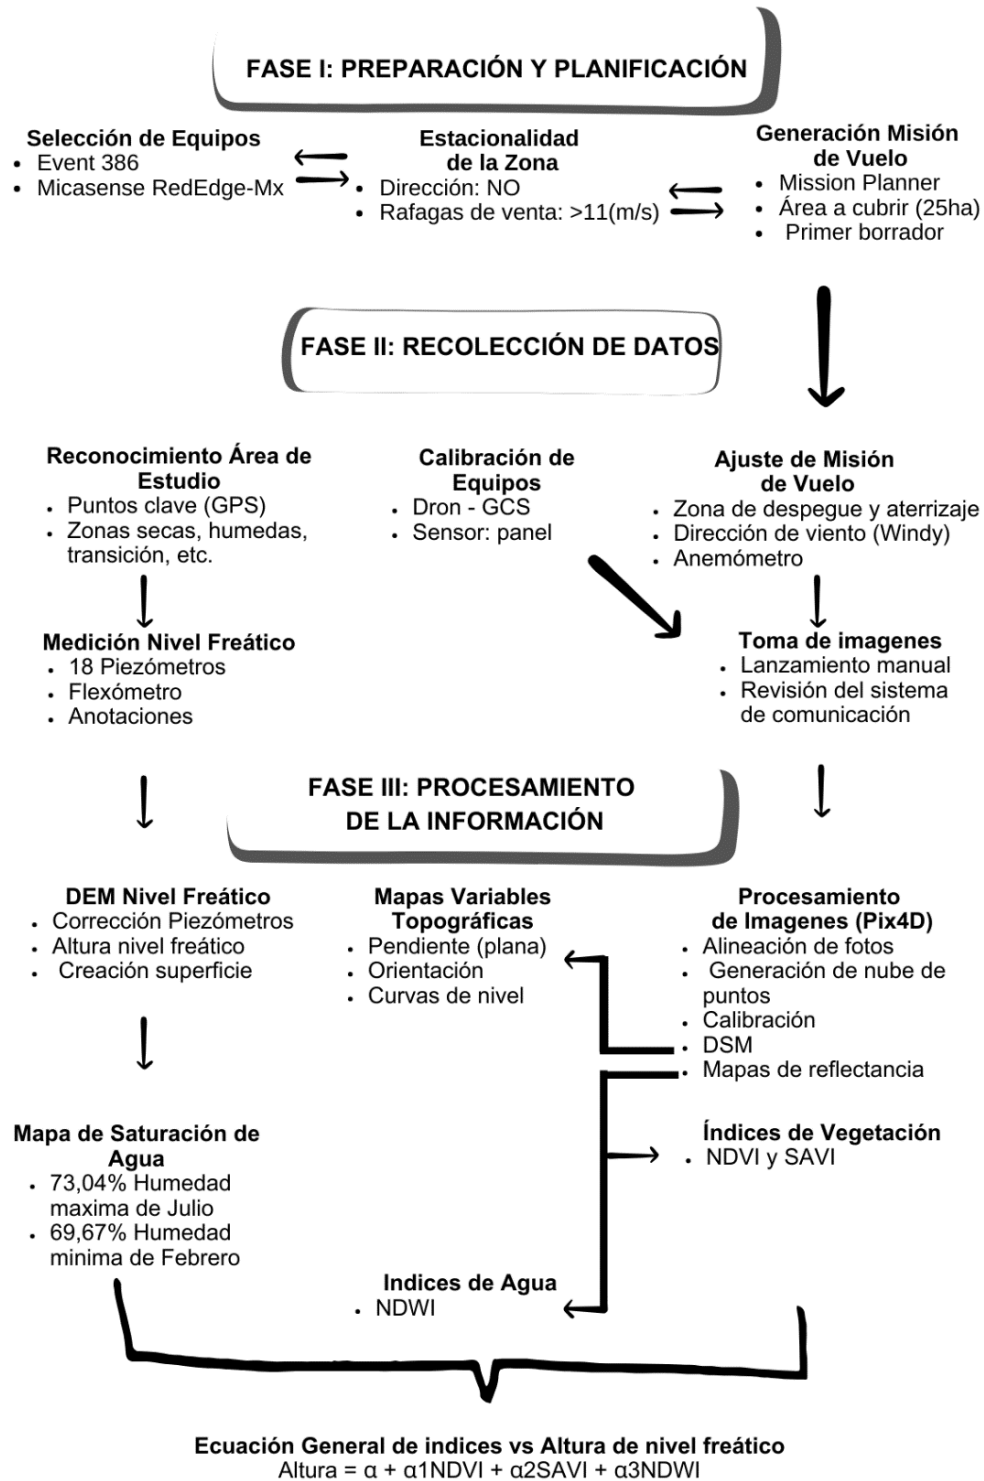 FASE I: PREPARACIÓN Y PLANIFICACIÓN
Selección de Equipos
• Event 386
• Micasense RedEdge-Mx
Estacionalidad
de la Zona
• Dirección: NO
• Rafagas de venta: >11(m/s)
Generación Misión
de Vuelo
• Mission Planner
• Área a cubrir (25ha)
• Primer borrador
FASE II: RECOLECCIÓN DE DATOS
Reconocimiento Área de
Estudio
• Puntos clave (GPS)
• Zonas secas, humedas,
transición, etc.
Calibración de
Equipos
• Dron - GCS
• Sensor: panel
Ajuste de Misión
de Vuelo
• Zona de despegue y aterrizaje
• Dirección de viento (Windy)
• Anemómetro
Medición Nivel Freático
• 18 Piezómetros
• Flexómetro
• Anotaciones
Toma de imagenes
• Lanzamiento manual
• Revisión del sistema
de comunicación
FASE III: PROCESAMIENTO
DE LA INFORMACIÓN
DEM Nivel Freático
• Corrección Piezómetros
• Altura nivel freático
• Creación superficie
Mapas Variables
Topográficas
• Pendiente (plana)
• Orientación
• Curvas de nivel
Procesamiento
de Imagenes (Pix4D)
• Alineación de fotos
• Generación de nube de
puntos
• Calibración
• DSM
• Mapas de reflectancia
Mapa de Saturación de
Agua
• 73,04% Humedad
maxima de Julio
• 69,67% Humedad
minima de Febrero
Índices de Vegetación
• NDVI y SAVI
Indices de Agua
• NDWI
Ecuación General de indices vs Altura de nivel freático
Altura = α + α1NDVI + α2SAVI + α3NDWI